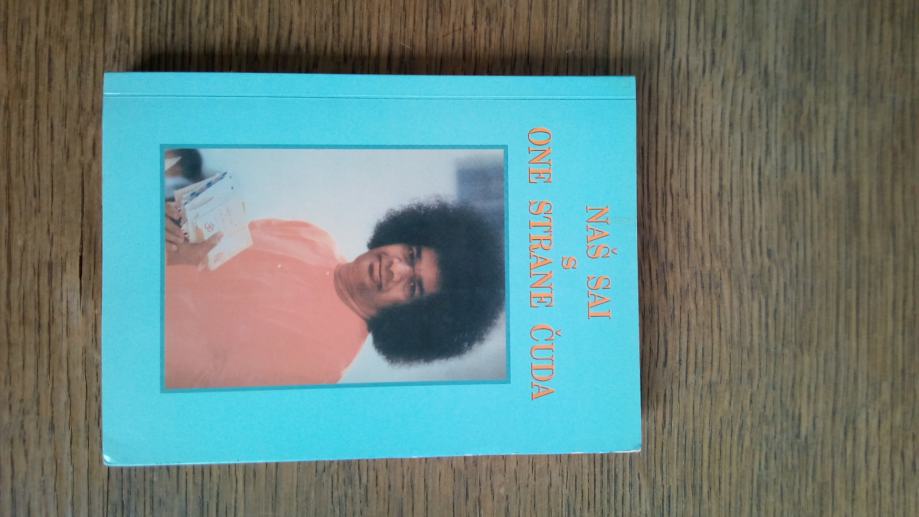 NAŠ SAI
S
ONE STRANE ČUDA